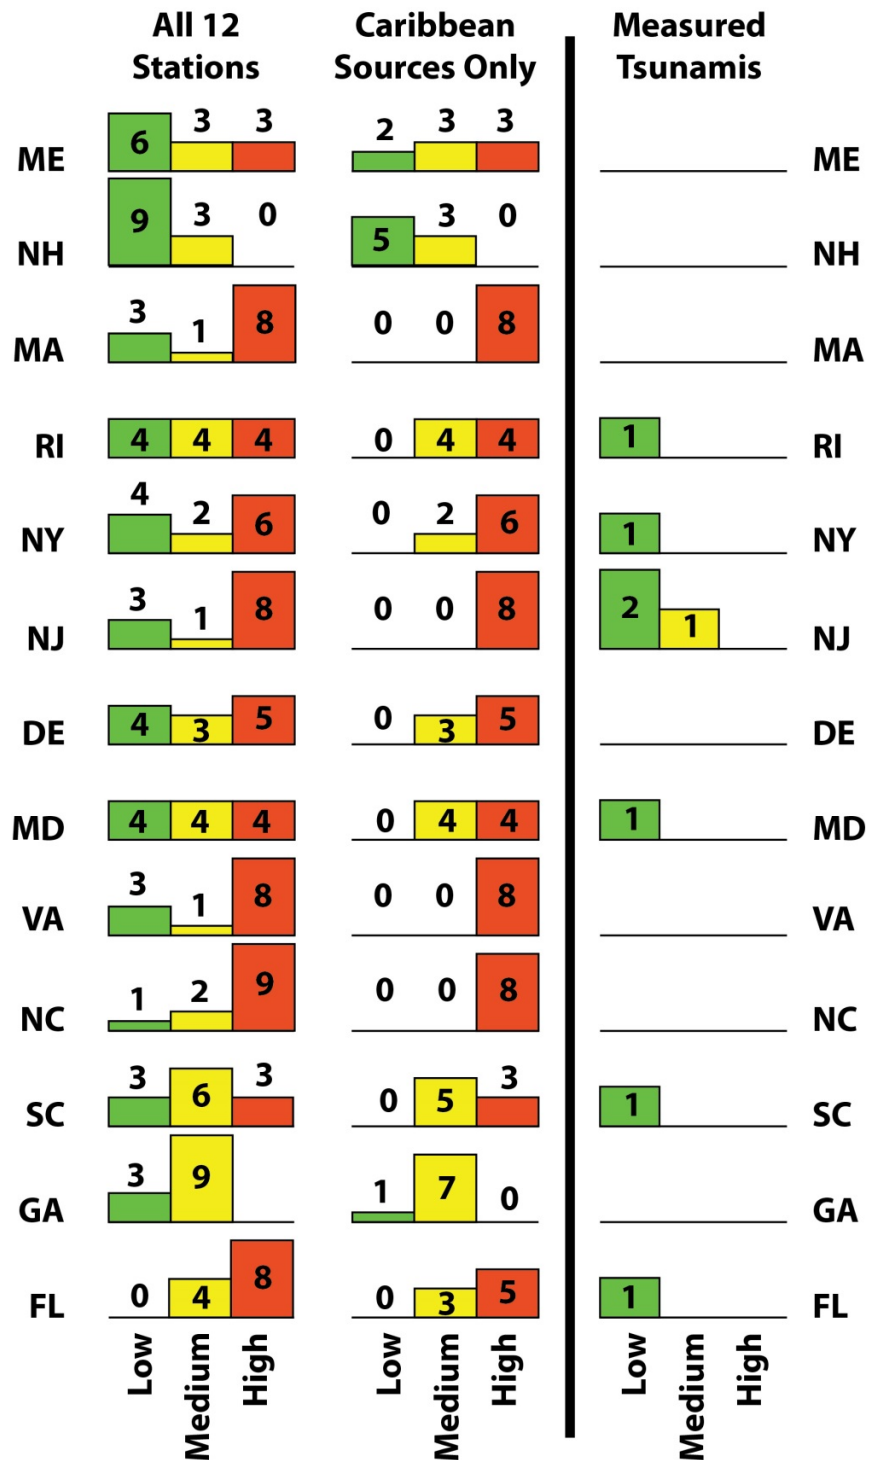 All 12 Caribbean Measured
Stations Sources Only Tsunamis
ME 6 3 3 2 3 3 ME
NH 9 3 0 5 3 0 NH
MA 3 1 8 0 0 8 MA
RI 4 4 4 0 4 4 1 RI
NY 4 2 6 0 2 6 1 NY
NJ 3 1 8 0 0 8 2 1 NJ
DE 4 3 5 0 3 5 DE
MD 4 4 4 0 4 4 1 MD
VA 3 1 8 0 0 8 VA
NC 1 2 9 0 0 8 NC
SC 3 6 3 0 5 3 1 SC
GA 3 9 1 7 0 GA
FL 0 4 8 0 3 5 1 FL
Low Medium High Low Medium High Low Medium High